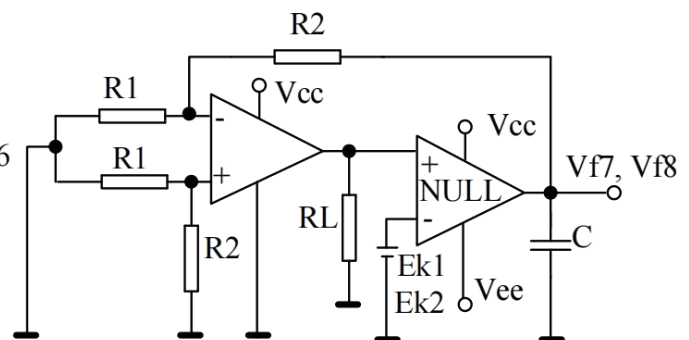 R2
R1
Vcc
-
Vcc
6
R1
+
+
NULL
-
Vf7, Vf8
RL
R2
C
Ek1
Ek2
Vee